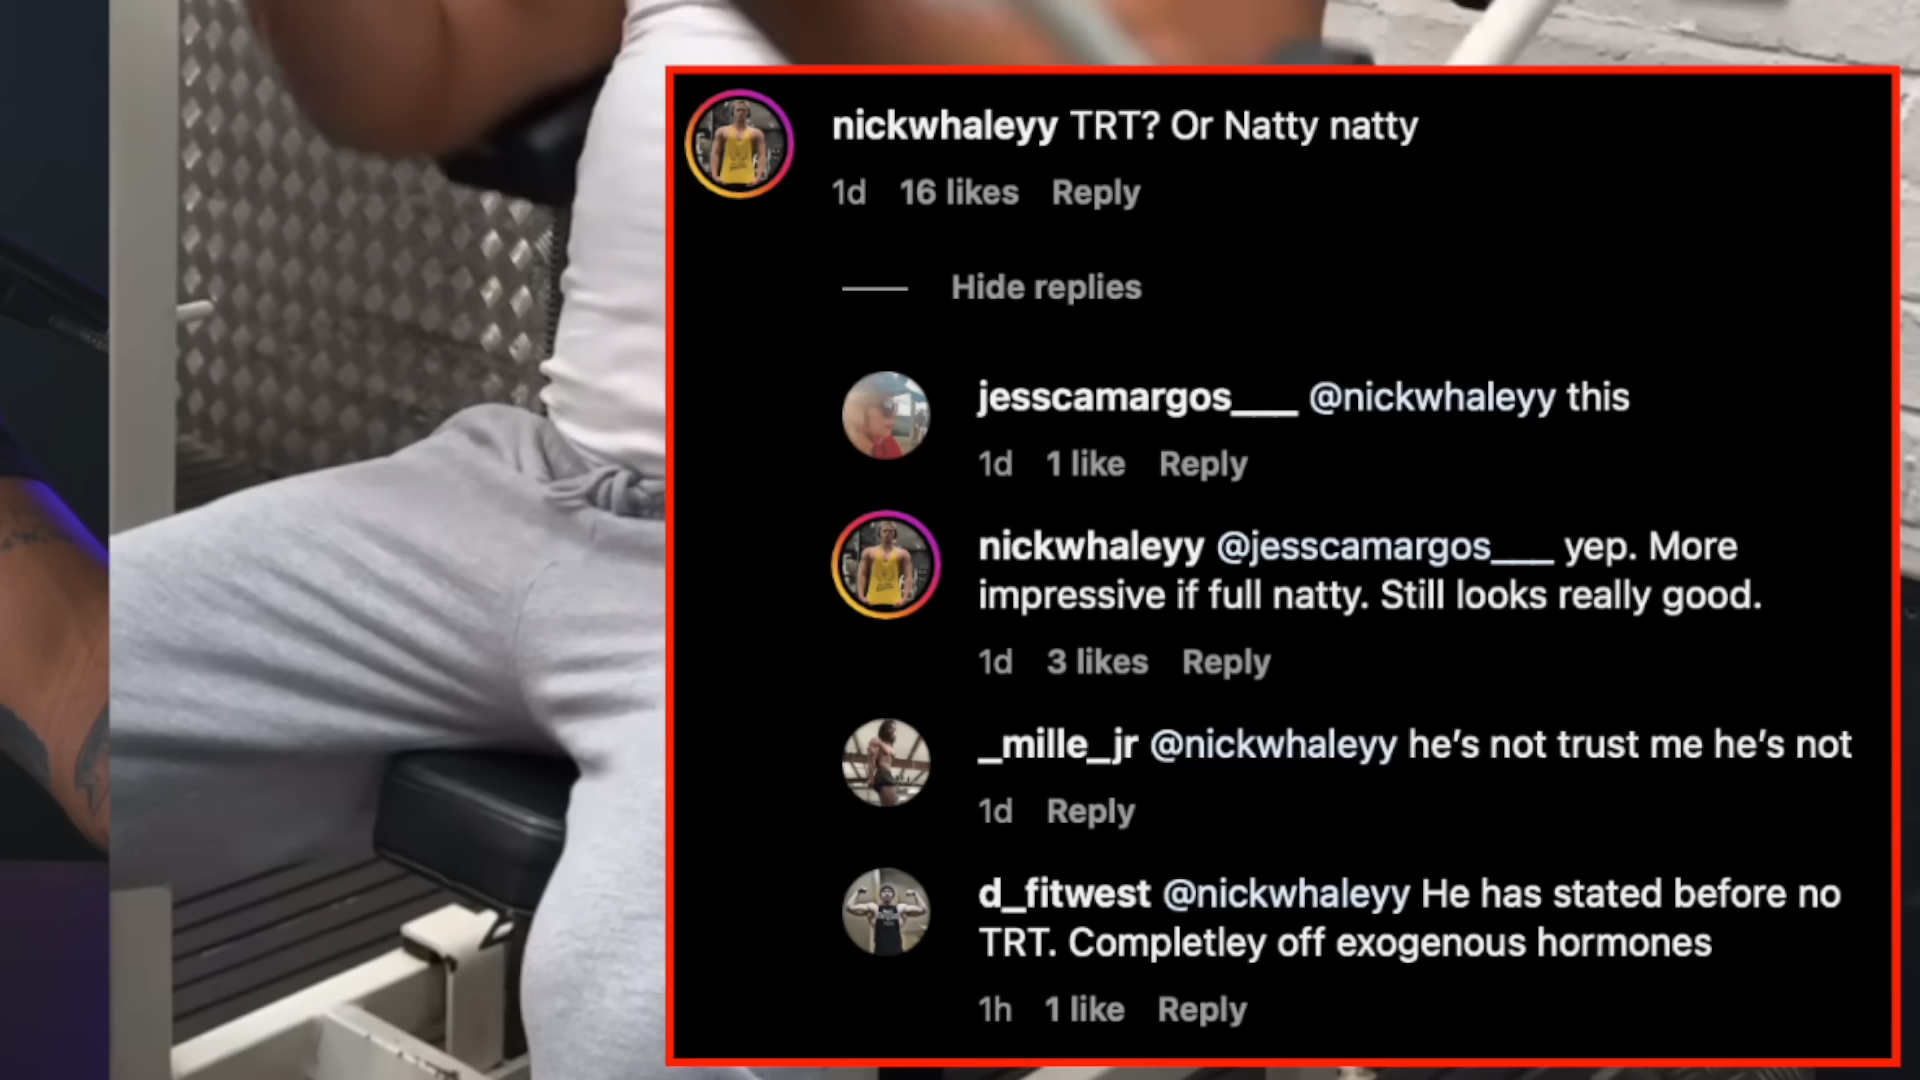 nickwhaleyy TRT? Or Natty natty
1d 16 likes Reply
Hide replies
jesscamargos___ @nickwhaleyy this
1d 1 like Reply
nickwhaleyy @jesscamargos___ yep. More
impressive if full natty. Still looks really good.
1d 3 likes Reply
_mille_jr @nickwhaleyy he’s not trust me he’s not
1d Reply
d_fitwest @nickwhaleyy He has stated before no
TRT. Completley off exogenous hormones
1h 1 like Reply